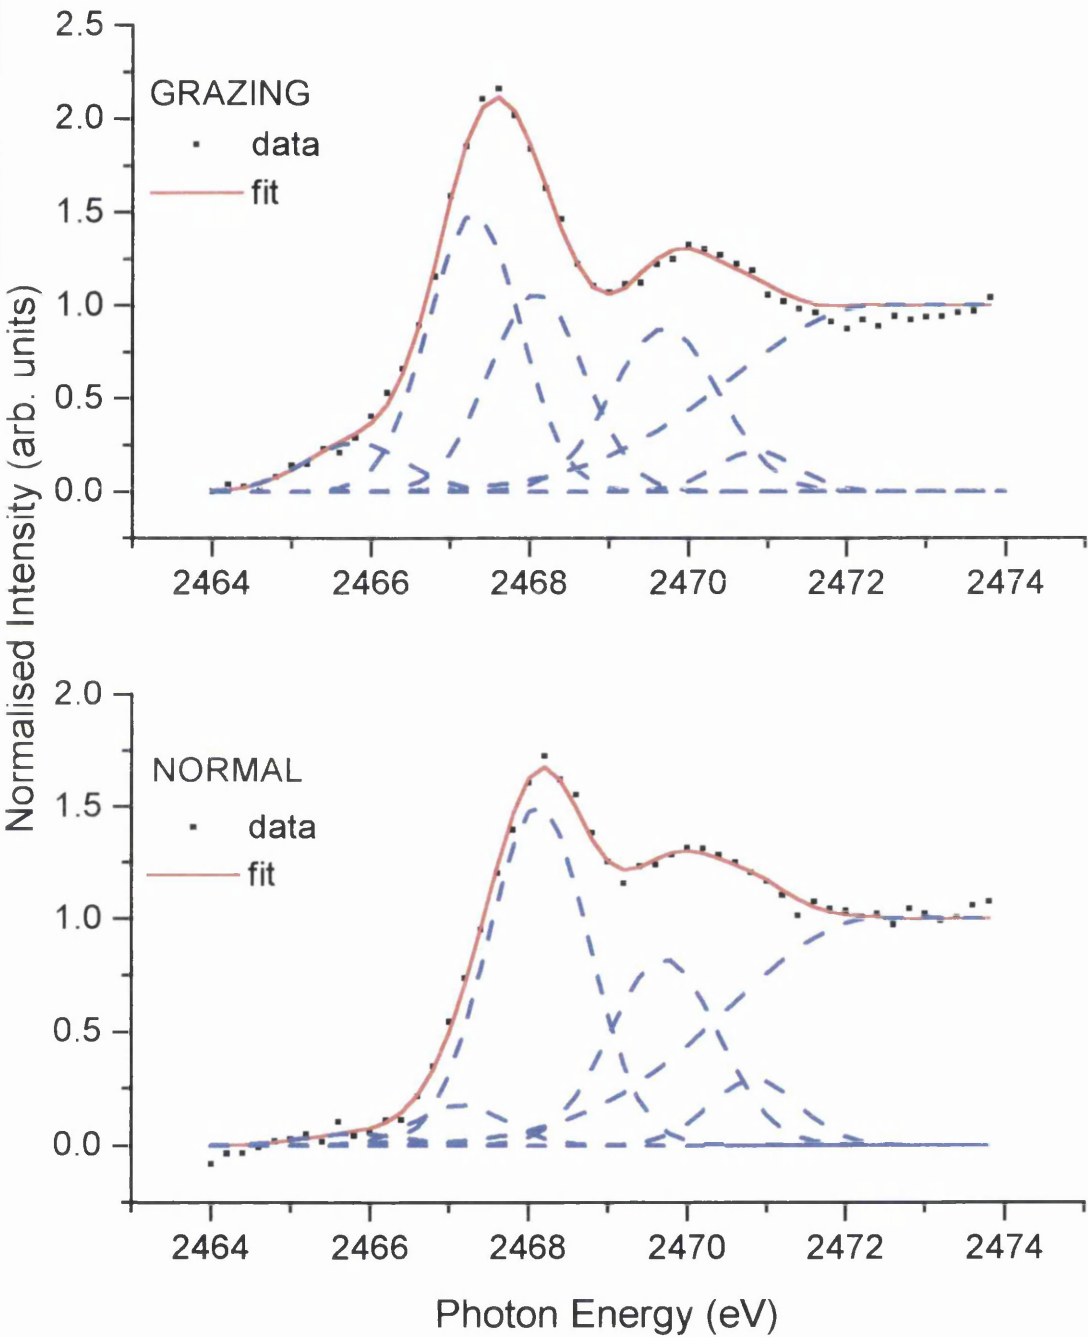 Normalised Intensity (arb. units)
2.5
2.0
1.5
1.0
0.5
0.0
GRAZING
data
fit
2464 2466 2468 2470 2472 2474
2.0
1.5
1.0
0.5
0.0
NORMAL
data
fit
2464 2466 2468 2470 2472 2474
Photon Energy (eV)